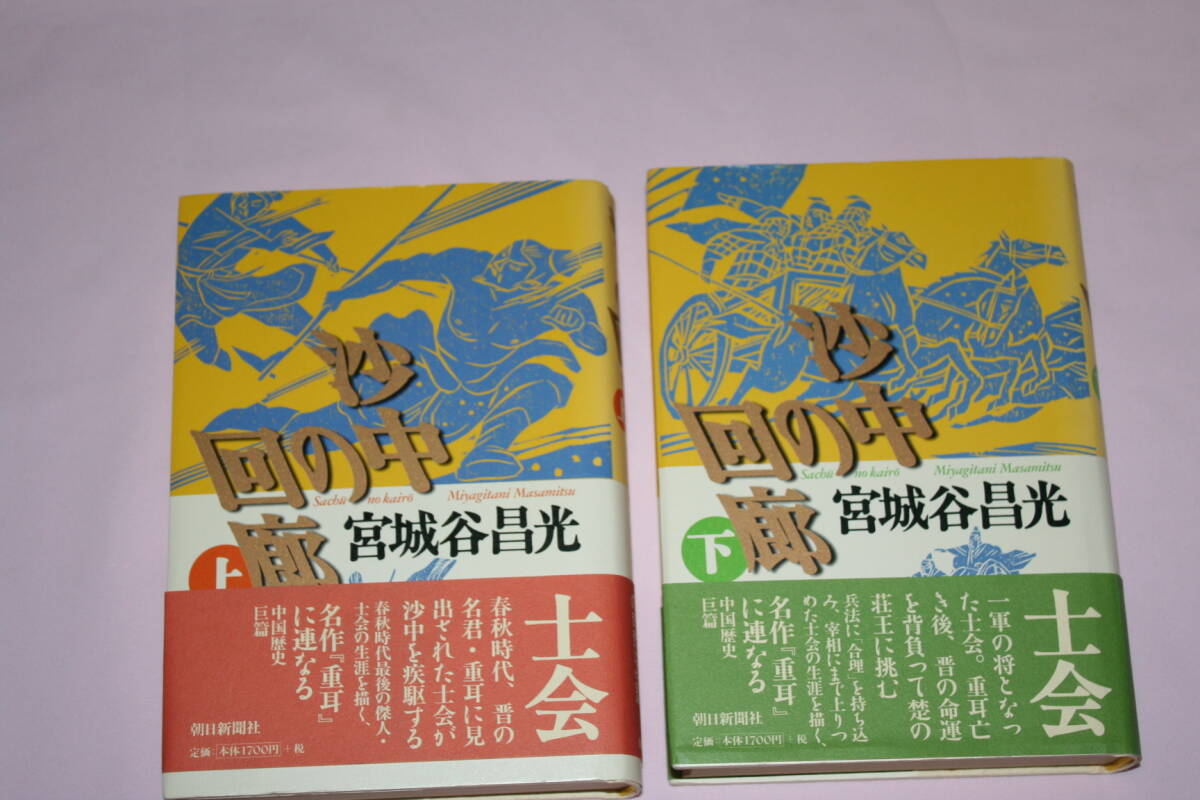 沙中
の回廊
Sachū no kairō
Miyagitani Masamitsu
宮城谷昌光
上
士会
春秋時代、晋の
名君・重耳に見
出された士会が
沙中を疾駆する
春秋時代最後の傑人・
士会の生涯を描く、
名作『重耳』
に連なる
中国歴史
巨篇
朝日新聞社
定価：本体1700円＋税
沙中
の回廊
Sachū no kairō
Miyagitani Masamitsu
宮城谷昌光
下
士会
一軍の将となっ
た士会。重耳亡
き後、晋の命運
を背負って楚の
荘王に挑む
兵法に「合理」を持ち込
み、宰相にまで上りつ
めた士会の生涯を描く、
名作『重耳』
に連なる
中国歴史
巨篇
朝日新聞社
定価：本体1700円＋税